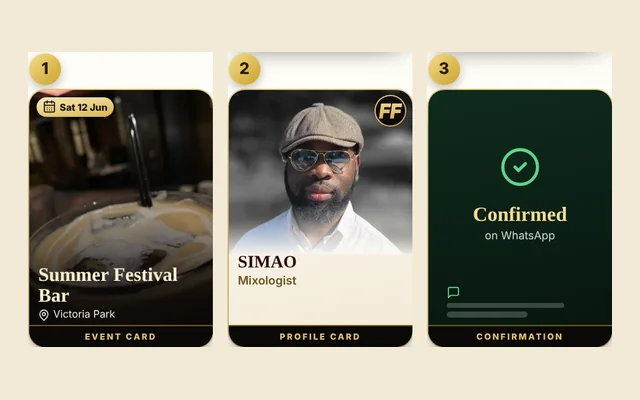 1
Sat 12 Jun
Summer Festival
Bar
Victoria Park
EVENT CARD
2
FF
SIMAO
Mixologist
PROFILE CARD
3
Confirmed
on WhatsApp
CONFIRMATION